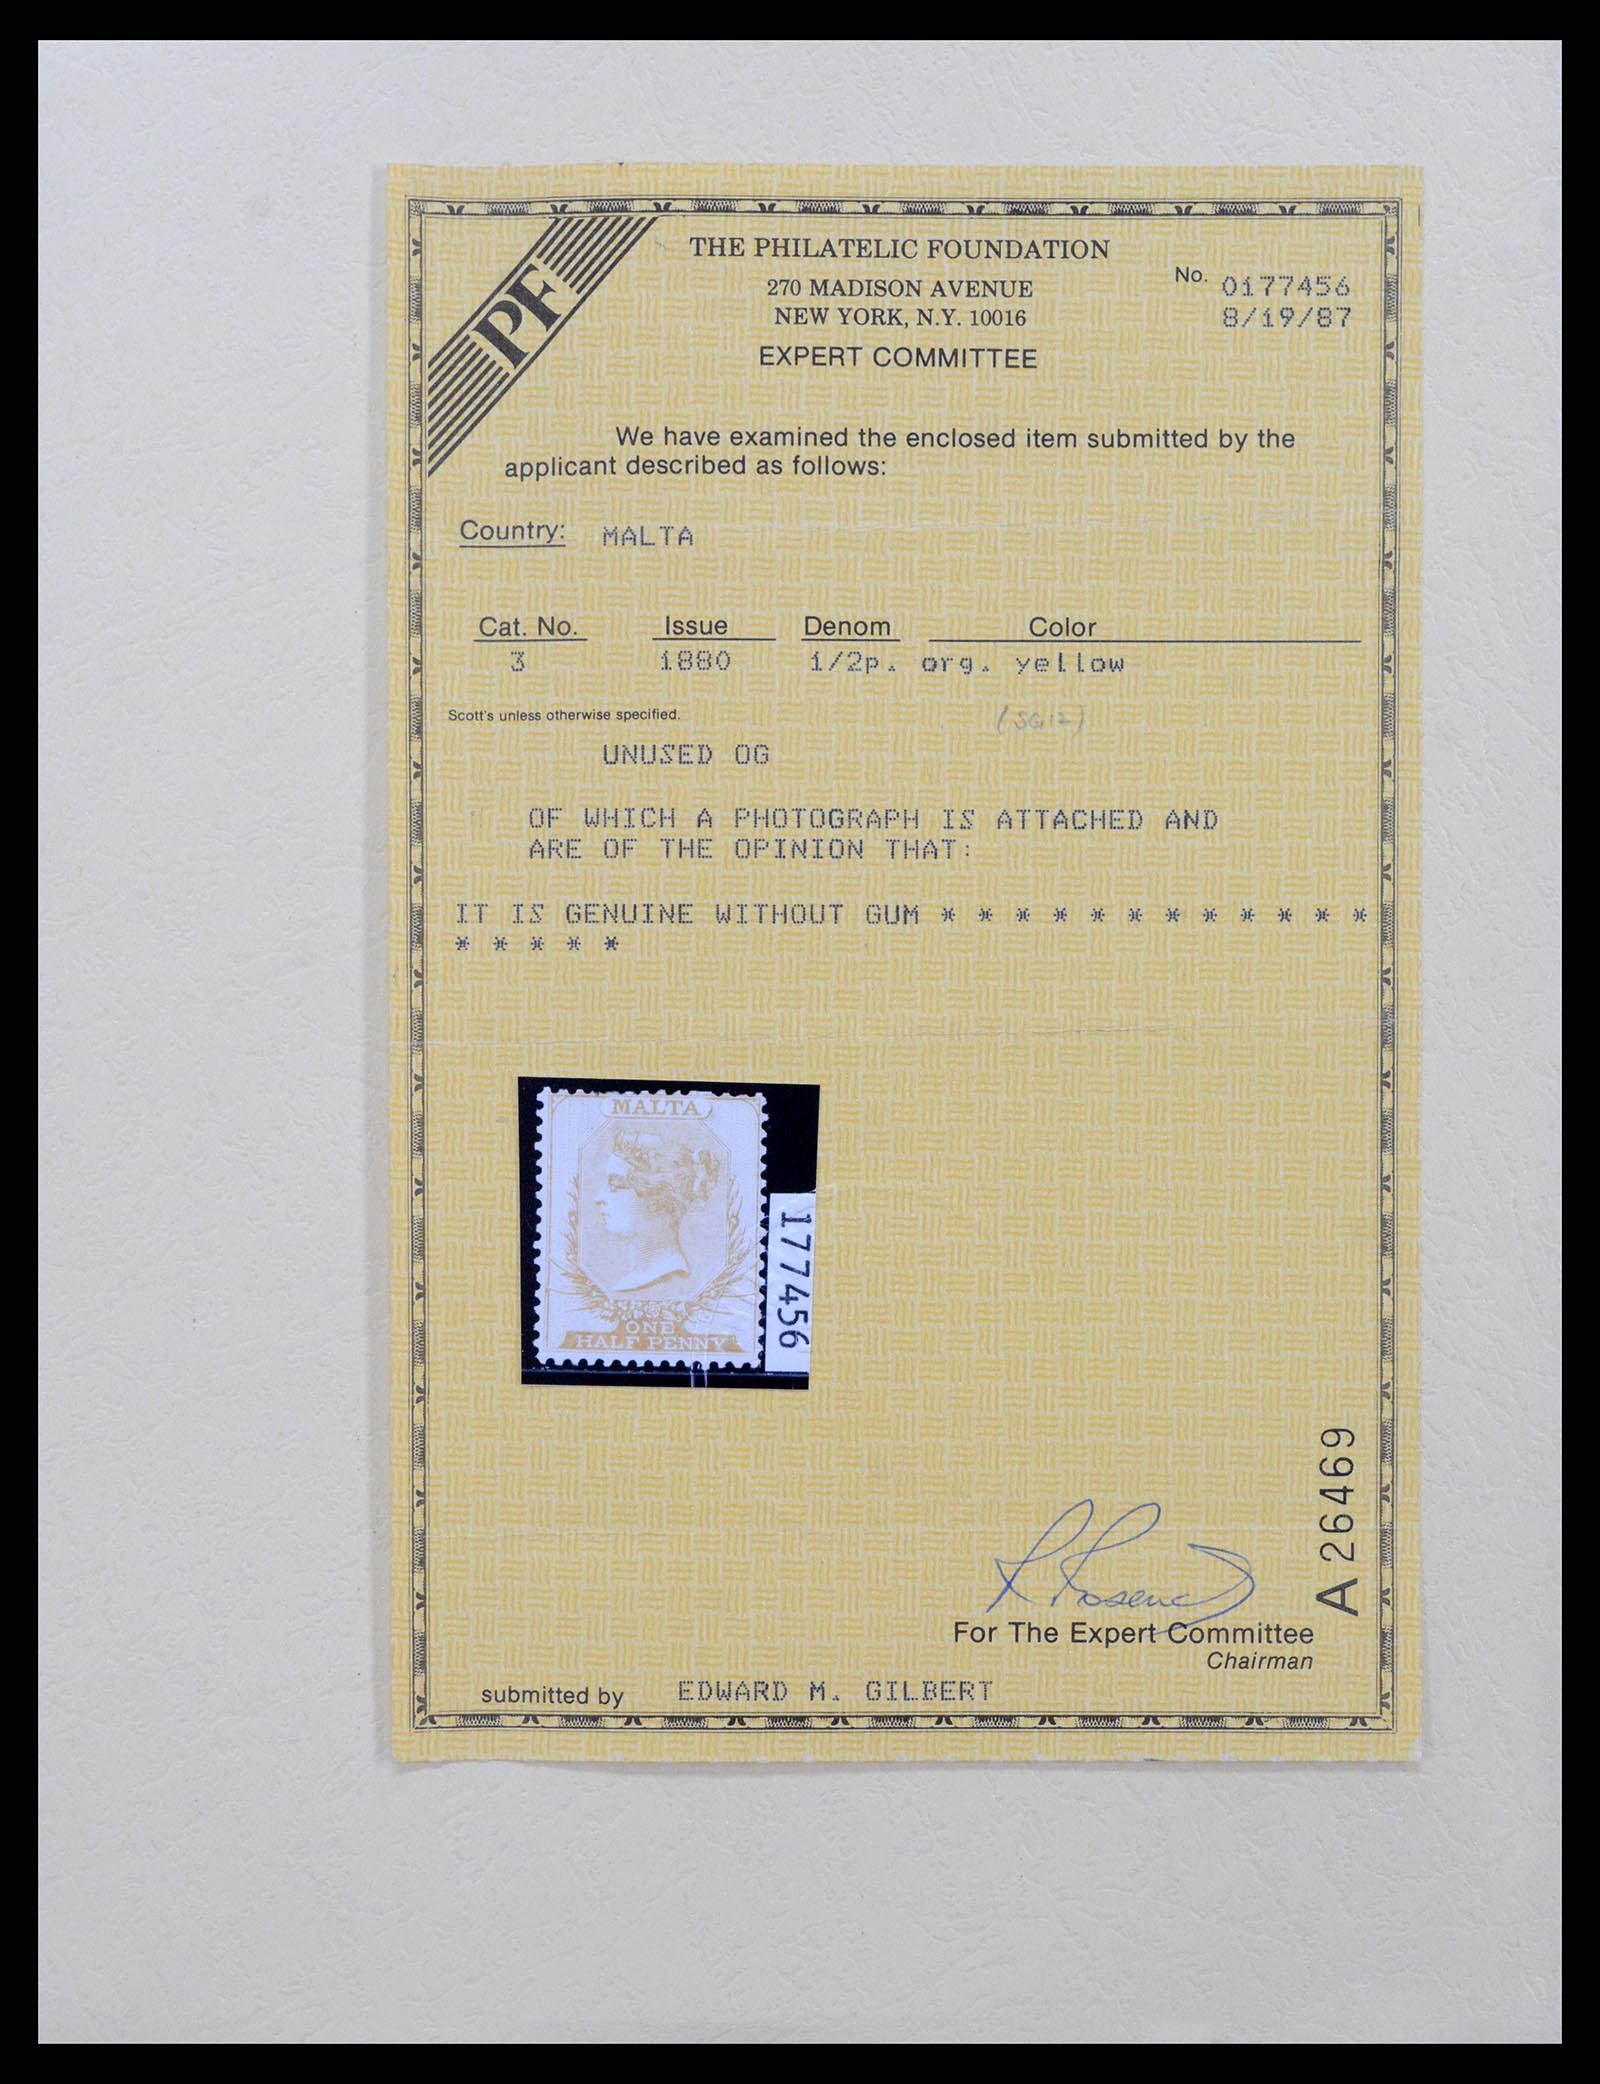 PF
THE PHILATELIC FOUNDATION
270 MADISON AVENUE
NEW YORK, N.Y. 10016
EXPERT COMMITTEE
No. 0177456
8/19/87
We have examined the enclosed item submitted by the
applicant described as follows:
Country: MALTA
Cat. No. Issue Denom Color
3 1880 1/2p. org. yellow
Scott's unless otherwise specified.
(SG12)
UNUSED OG
OF WHICH A PHOTOGRAPH IS ATTACHED AND
ARE OF THE OPINION THAT:
IT IS GENUINE WITHOUT GUM * * * * * * * * * * * *
* * * * *
MALTA
ONE
HALF PENNY
177456
A 26469
For The Expert Committee
Chairman
submitted by EDWARD M. GILBERT